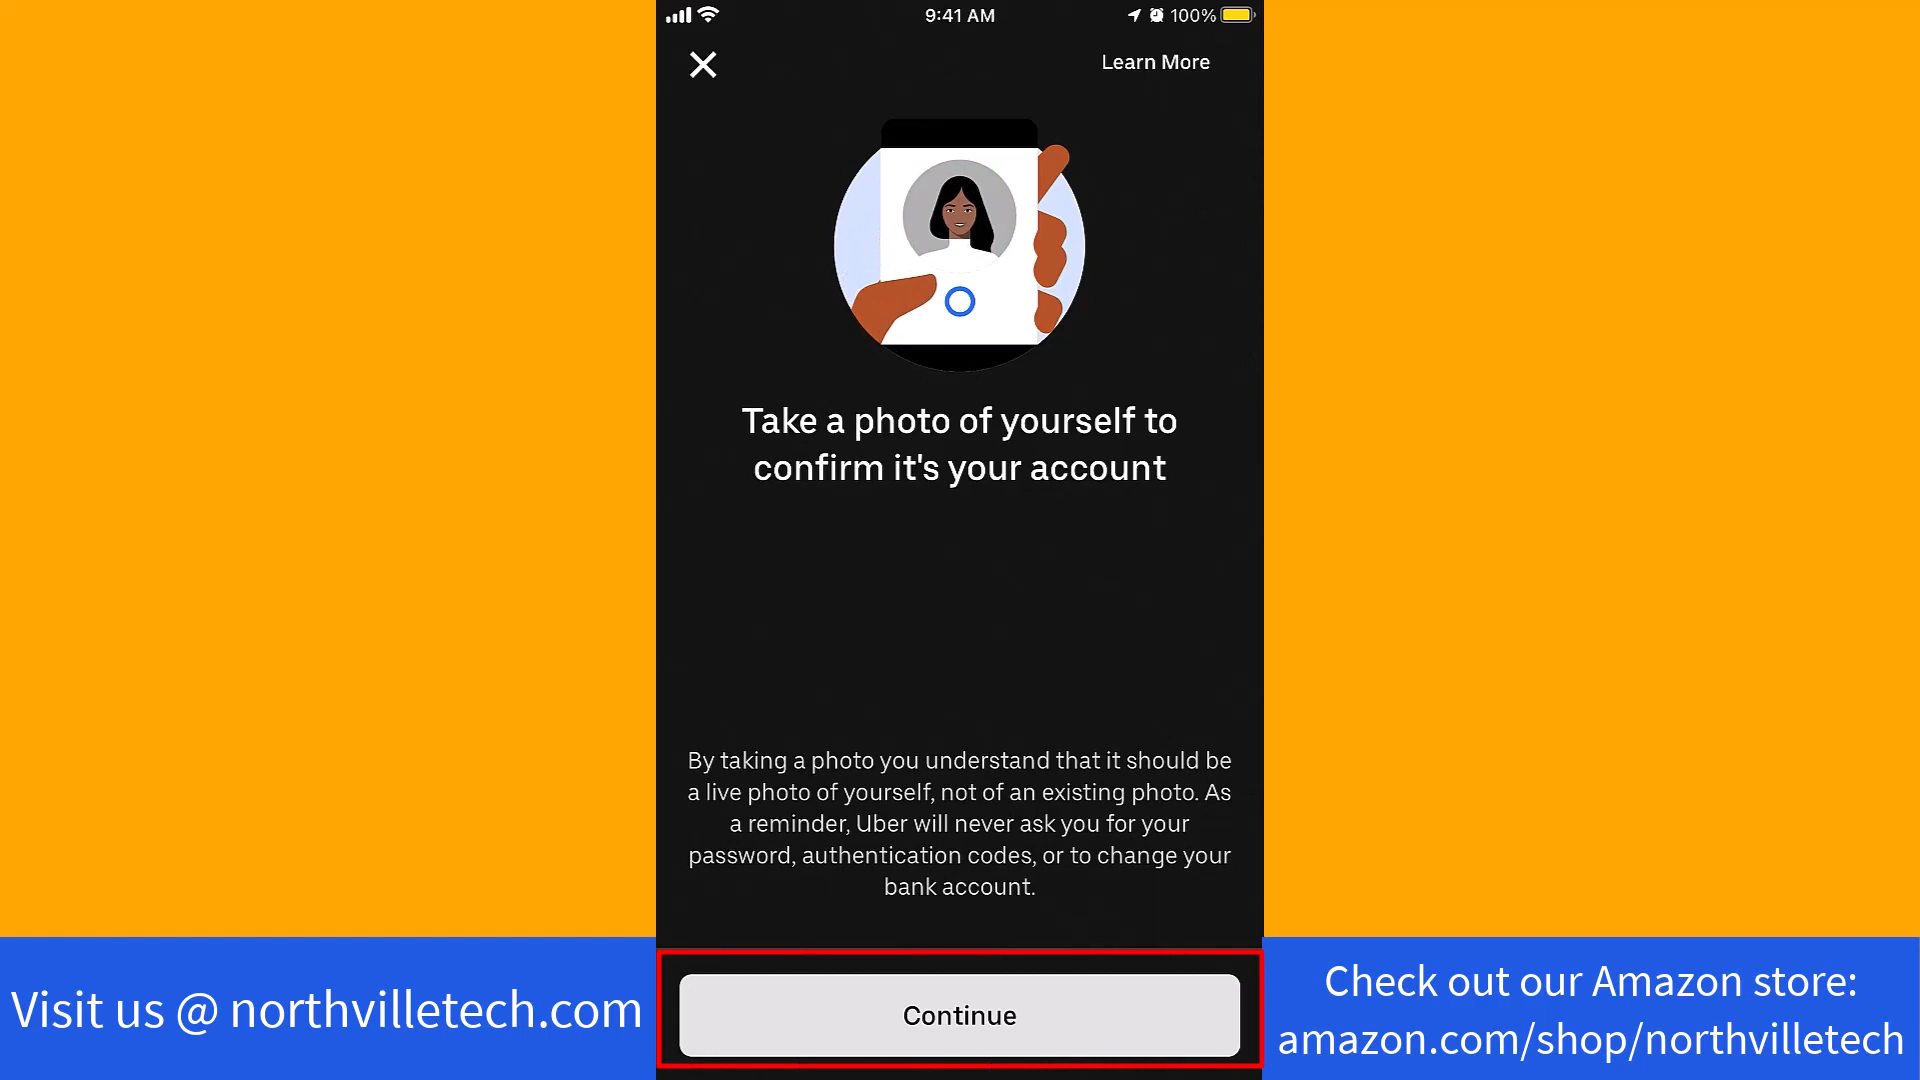 9:41 AM
100%
Learn More
Take a photo of yourself to
confirm it's your account
By taking a photo you understand that it should be
a live photo of yourself, not of an existing photo. As
a reminder, Uber will never ask you for your
password, authentication codes, or to change your
bank account.
Continue
Visit us @ northvilletech.com
Check out our Amazon store:
amazon.com/shop/northvilletech